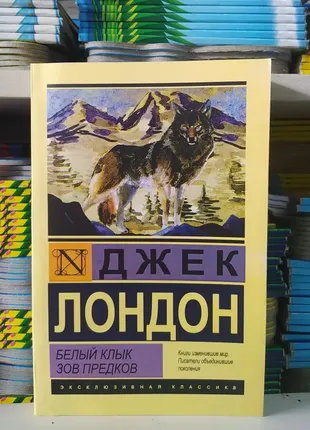 ДЖЕК
ЛОНДОН
БЕЛЫЙ КЛЫК
ЗОВ ПРЕДКОВ
Книги изменившие мир.
Писатели объединившие
поколения
ЭКСКЛЮЗИВНАЯ КЛАССИКА